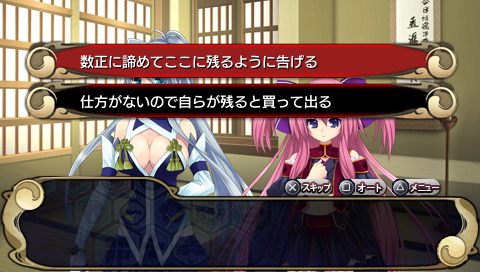 数正に諦めてここに残るように告げる
仕方がないので自らが残ると買って出る
×スキップ □オート △メニュー